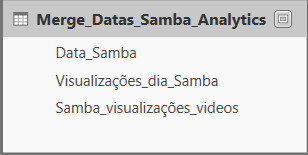 Merge_Datas_Samba_Analytics
Data_Samba
Visualizações_dia_Samba
Samba_visualizações_videos